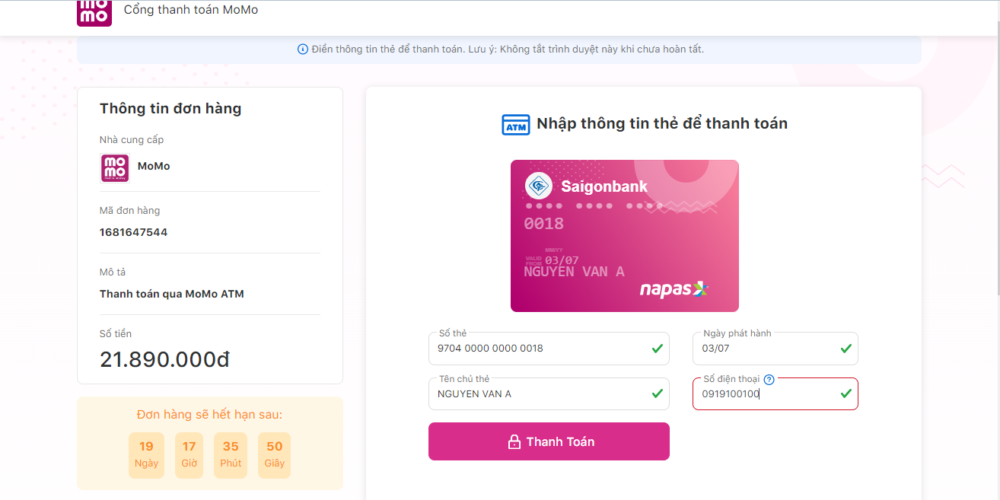 mo
mo
Cổng thanh toán MoMo
Điền thông tin thẻ để thanh toán. Lưu ý: Không tắt trình duyệt này khi chưa hoàn tất.
Thông tin đơn hàng
Nhà cung cấp
mo
mo
MoMo
Mã đơn hàng
1681647544
Mô tả
Thanh toán qua MoMo ATM
Số tiền
21.890.000đ
Đơn hàng sẽ hết hạn sau:
19 17 35 50
Ngày Giờ Phút Giây
ATM Nhập thông tin thẻ để thanh toán
Saigonbank
0018
MM/YY
VALID
FROM 03/07
NGUYEN VAN A
napas
Số thẻ
9704 0000 0000 0018
Ngày phát hành
03/07
Tên chủ thẻ
NGUYEN VAN A
Số điện thoại ?
0919100100
Thanh Toán